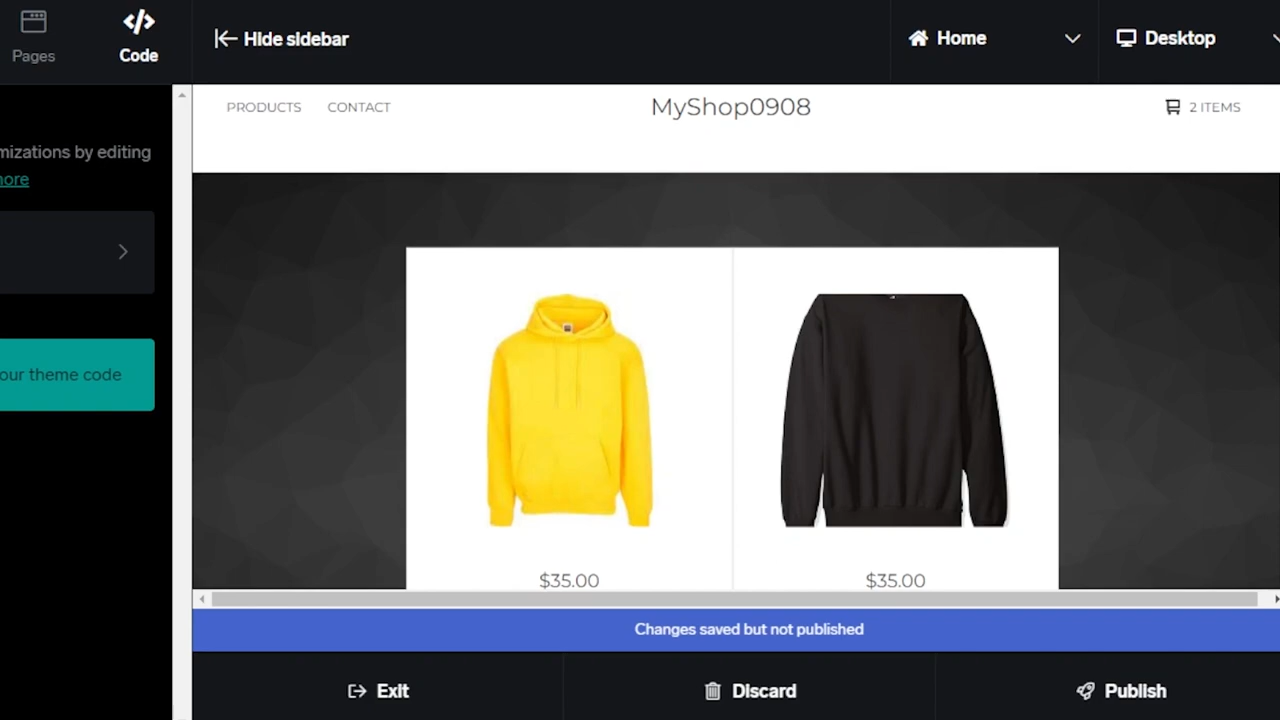 Pages
Code
Hide sidebar
Home
Desktop
mizations by editing
more
our theme code
PRODUCTS
CONTACT
MyShop0908
2 ITEMS
$35.00
$35.00
Changes saved but not published
Exit
Discard
Publish